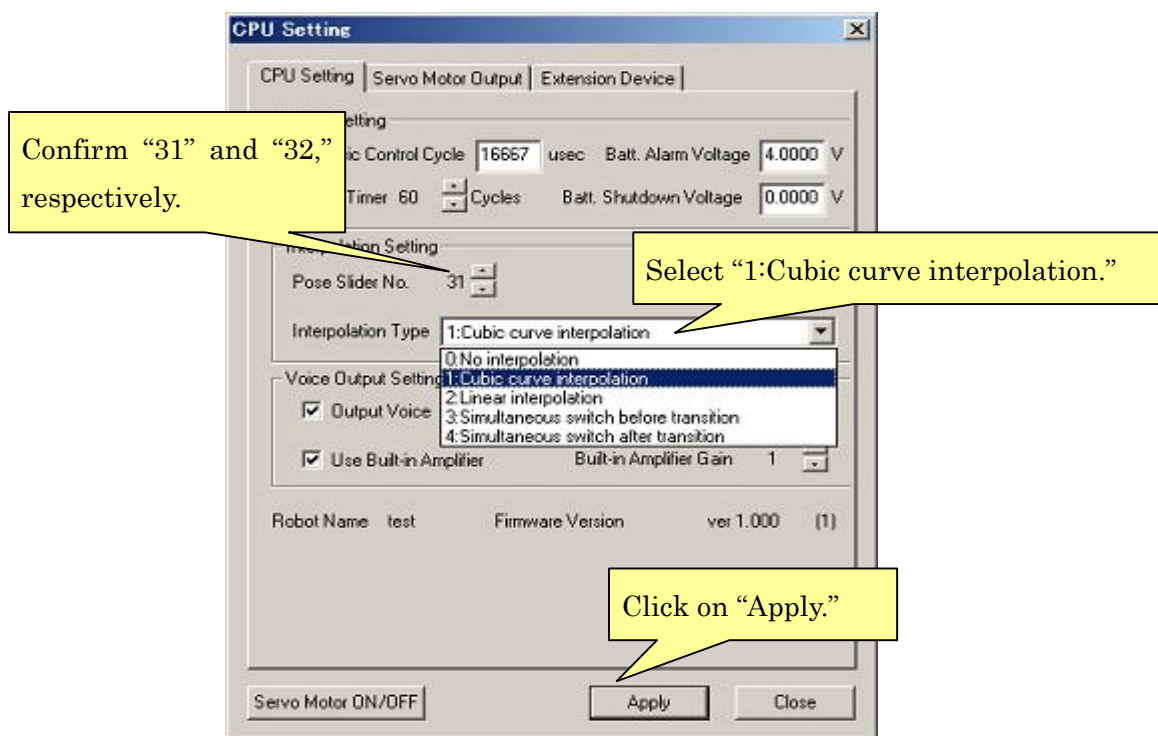 CPU Setting
CPU Setting Servo Motor Output Extension Device
Confirm “31” and “32,”
respectively.
etting
ic Control Cycle 16667 usec Batt. Alarm Voltage 4.0000 V
Timer 60 Cycles Batt. Shutdown Voltage 0.0000 V
Interpolation Setting
Select “1:Cubic curve interpolation.”
Pose Slider No. 31
Interpolation Type 1:Cubic curve interpolation
0:No interpolation
1:Cubic curve interpolation
2:Linear interpolation
3:Simultaneous switch before transition
4:Simultaneous switch after transition
Voice Output Setting
Output Voice
Use Built-in Amplifier Built-in Amplifier Gain 1
Robot Name test Firmware Version ver 1.000 (1)
Click on “Apply.”
Servo Motor ON/OFF Apply Close